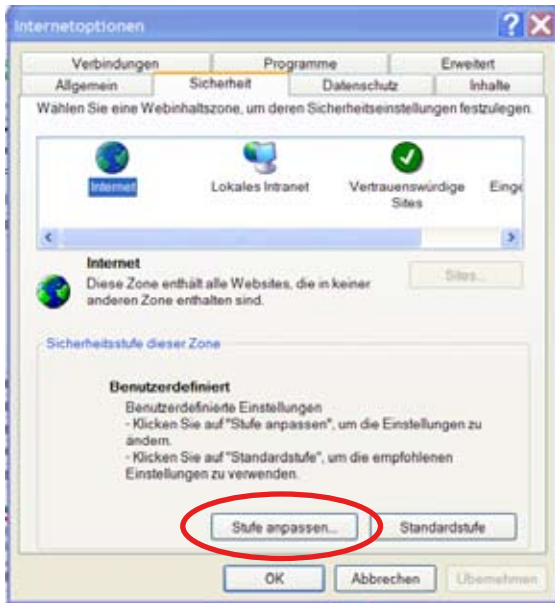 Internetoptionen
Verbindungen Programme Erweitert
Allgemein Sicherheit Datenschutz Inhalte
Wählen Sie eine Webinhaltszone, um deren Sicherheitseinstellungen festzulegen.
Internet Lokales Intranet Vertrauenswürdige Einge
Sites
Internet
Diese Zone enthält alle Websites, die in keiner
anderen Zone enthalten sind.
Sites...
Sicherheitsstufe dieser Zone
Benutzerdefiniert
Benutzerdefinierte Einstellungen
- Klicken Sie auf "Stufe anpassen", um die Einstellungen zu
ändern.
- Klicken Sie auf "Standardstufe", um die empfohlenen
Einstellungen zu verwenden.
Stufe anpassen... Standardstufe
OK Abbrechen Übernehmen